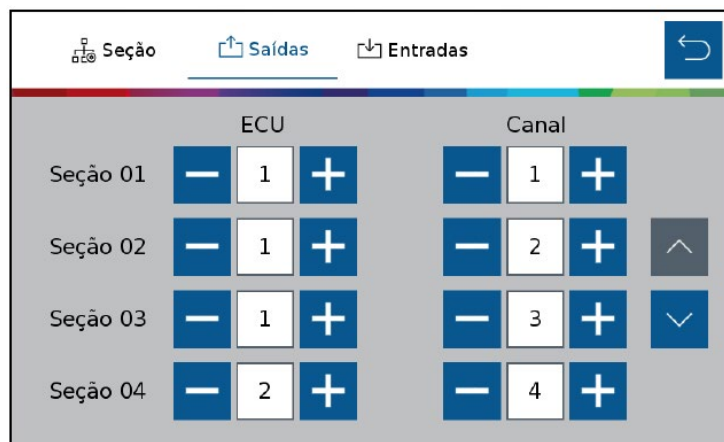 Seção Saídas Entradas
ECU Canal
Seção 01 1 1
Seção 02 1 2
Seção 03 1 3
Seção 04 2 4